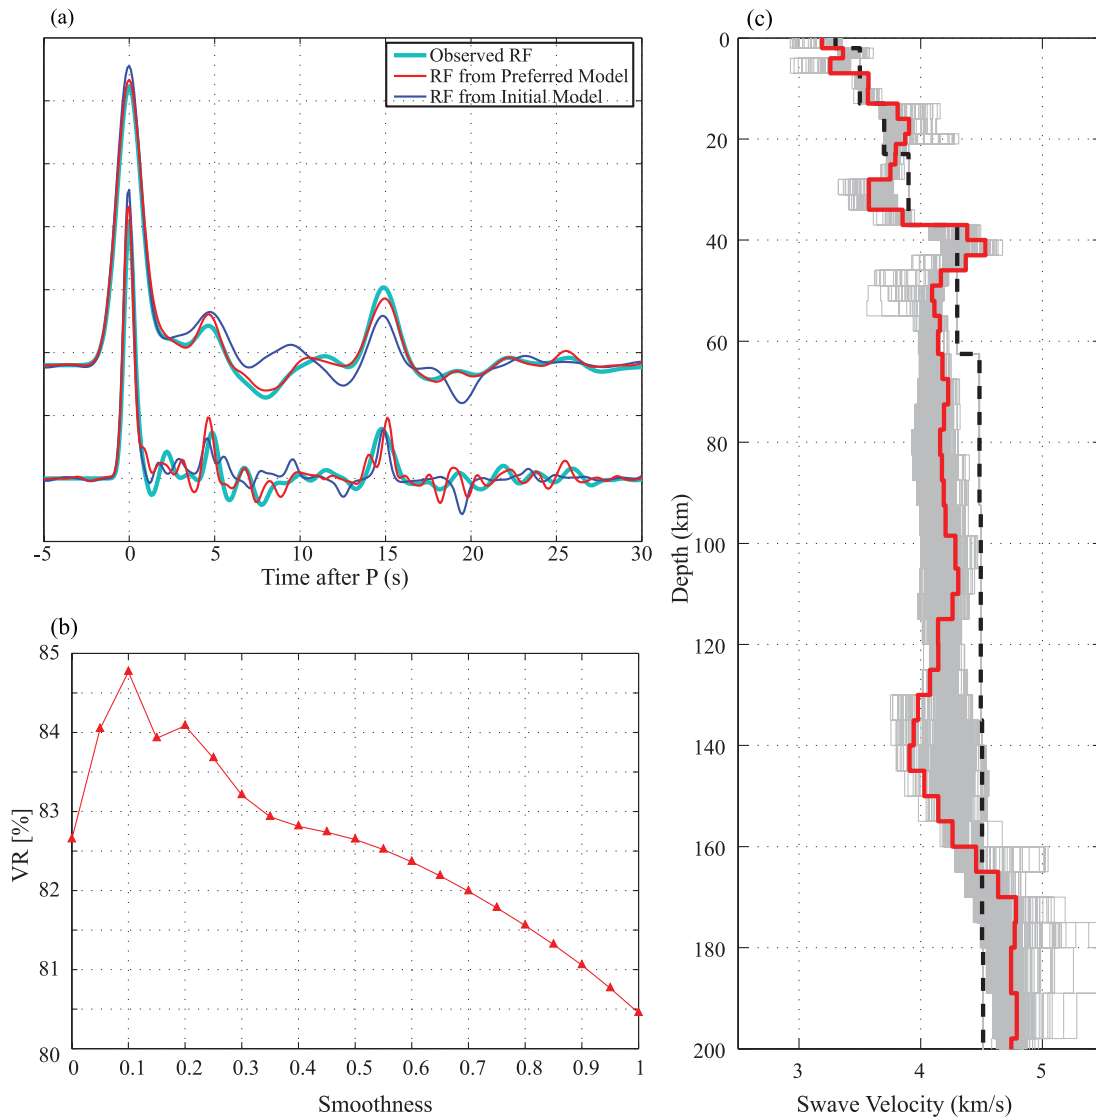 (a)
Observed RF
RF from Preferred Model
RF from Initial Model
-5 0 5 10 15 20 25 30
Time after P (s)
(b)
85
84
83
82
81
80
VR [%]
0 0.1 0.2 0.3 0.4 0.5 0.6 0.7 0.8 0.9 1
Smoothness
(c)
0
20
40
60
80
100
120
140
160
180
200
Depth (km)
3 4 5
Swave Velocity (km/s)